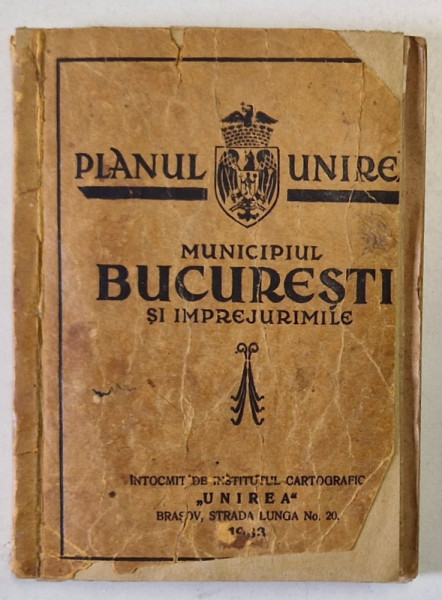 PLANUL UNIRE
MUNICIPIUL
BUCUREȘTI
ȘI IMPREJURIMILE
INTOCMIT DE INSTITUTUL CARTOGRAFIC
„UNIREA“
BRAȘOV, STRADA LUNGA No. 20.